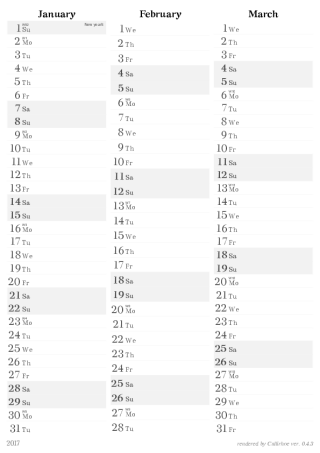 January
1 Su
2 Mo
3 Tu
4 We
5 Th
6 Fr
7 Sa
8 Su
9 Mo
10 Tu
11 We
12 Th
13 Fr
14 Sa
15 Su
16 Mo
17 Tu
18 We
19 Th
20 Fr
21 Sa
22 Su
23 Mo
24 Tu
25 We
26 Th
27 Fr
28 Sa
29 Su
30 Mo
31 Tu
February
1 We
2 Th
3 Fr
4 Sa
5 Su
6 Mo
7 Tu
8 We
9 Th
10 Fr
11 Sa
12 Su
13 Mo
14 Tu
15 We
16 Th
17 Fr
18 Sa
19 Su
20 Mo
21 Tu
22 We
23 Th
24 Fr
25 Sa
26 Su
27 Mo
28 Tu
March
1 We
2 Th
3 Fr
4 Sa
5 Su
6 Mo
7 Tu
8 We
9 Th
10 Fr
11 Sa
12 Su
13 Mo
14 Tu
15 We
16 Th
17 Fr
18 Sa
19 Su
20 Mo
21 Tu
22 We
23 Th
24 Fr
25 Sa
26 Su
27 Mo
28 Tu
29 We
30 Th
31 Fr
2017
rendered by Callirhoe ver. 0.4.3